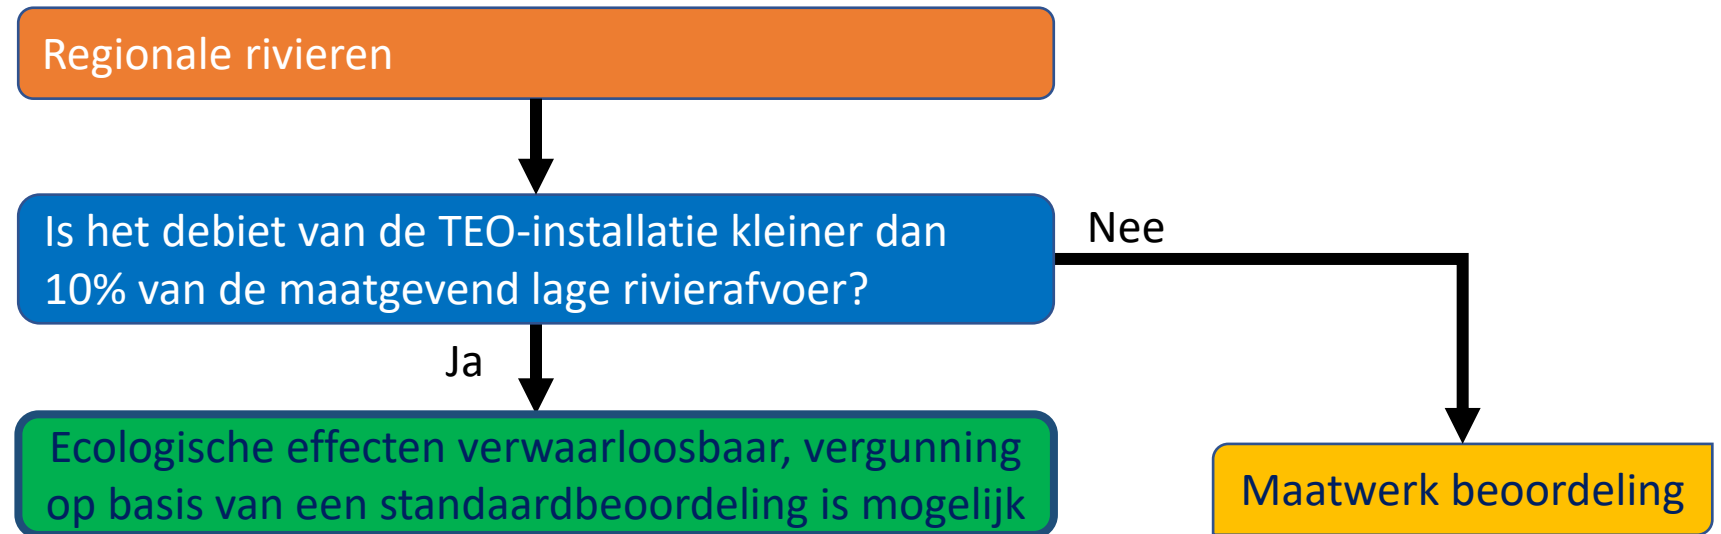 Regionale rivieren
Is het debiet van de TEO-installatie kleiner dan
10% van de maatgevend lage rivierafvoer?
Nee
Ja
Ecologische effecten verwaarloosbaar, vergunning
op basis van een standaardbeoordeling is mogelijk
Maatwerk beoordeling